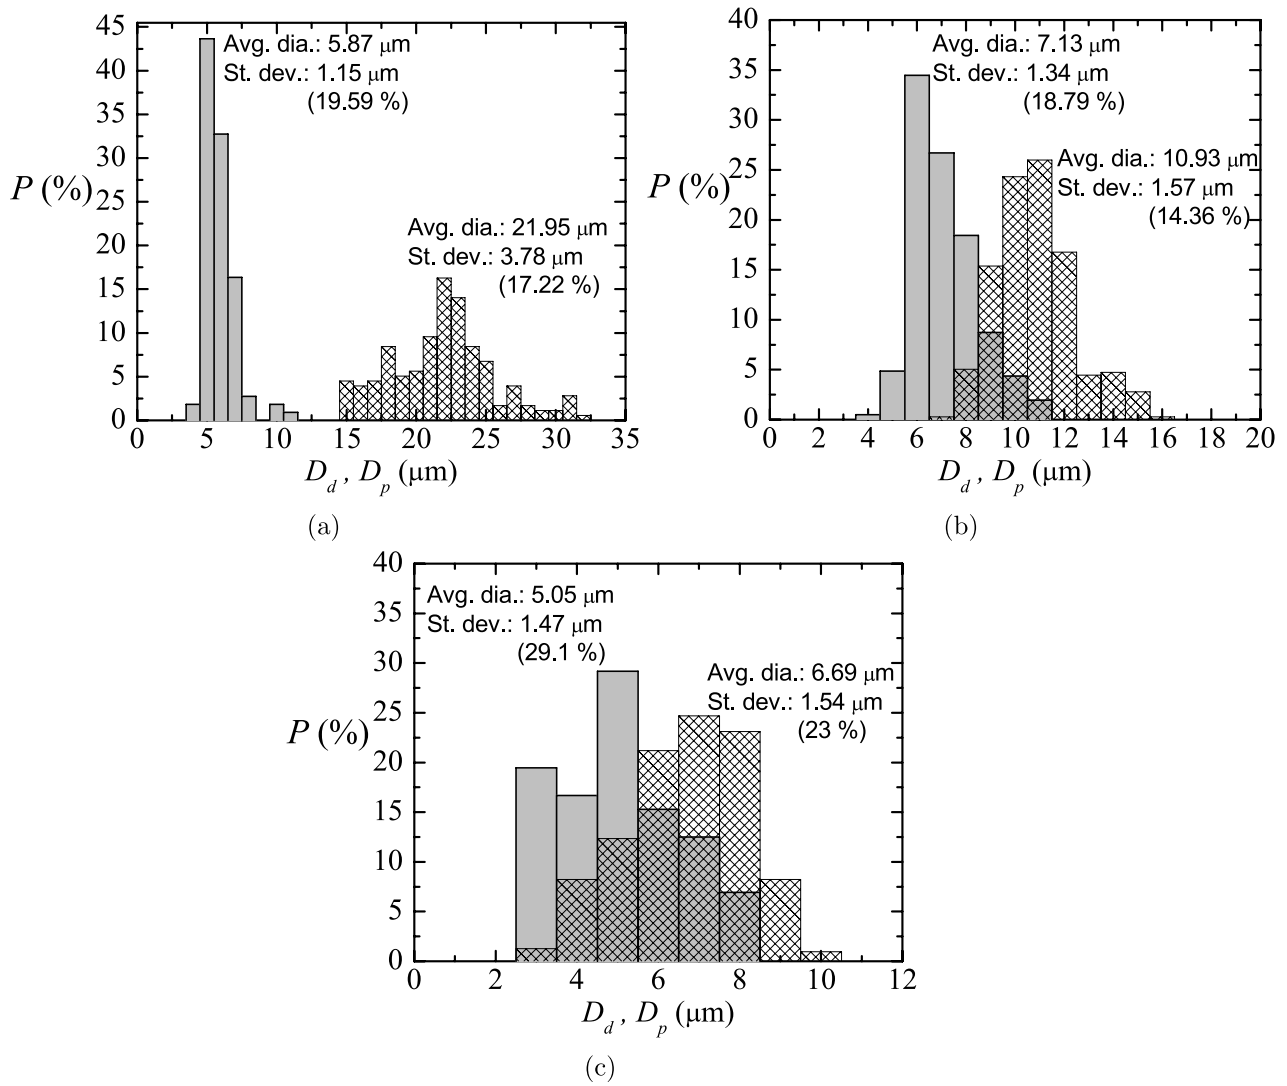 45
40
35
30
25
20
15
10
5
0
P (%)
Avg. dia.: 5.87 μm
St. dev.: 1.15 μm
(19.59 %)
Avg. dia.: 21.95 μm
St. dev.: 3.78 μm
(17.22 %)
0 5 10 15 20 25 30 35
D_d , D_p (μm)
(a)
40
35
30
25
20
15
10
5
0
P (%)
Avg. dia.: 7.13 μm
St. dev.: 1.34 μm
(18.79 %)
Avg. dia.: 10.93 μm
St. dev.: 1.57 μm
(14.36 %)
0 2 4 6 8 10 12 14 16 18 20
D_d , D_p (μm)
(b)
40
35
30
25
20
15
10
5
0
P (%)
Avg. dia.: 5.05 μm
St. dev.: 1.47 μm
(29.1 %)
Avg. dia.: 6.69 μm
St. dev.: 1.54 μm
(23 %)
0 2 4 6 8 10 12
D_d , D_p (μm)
(c)